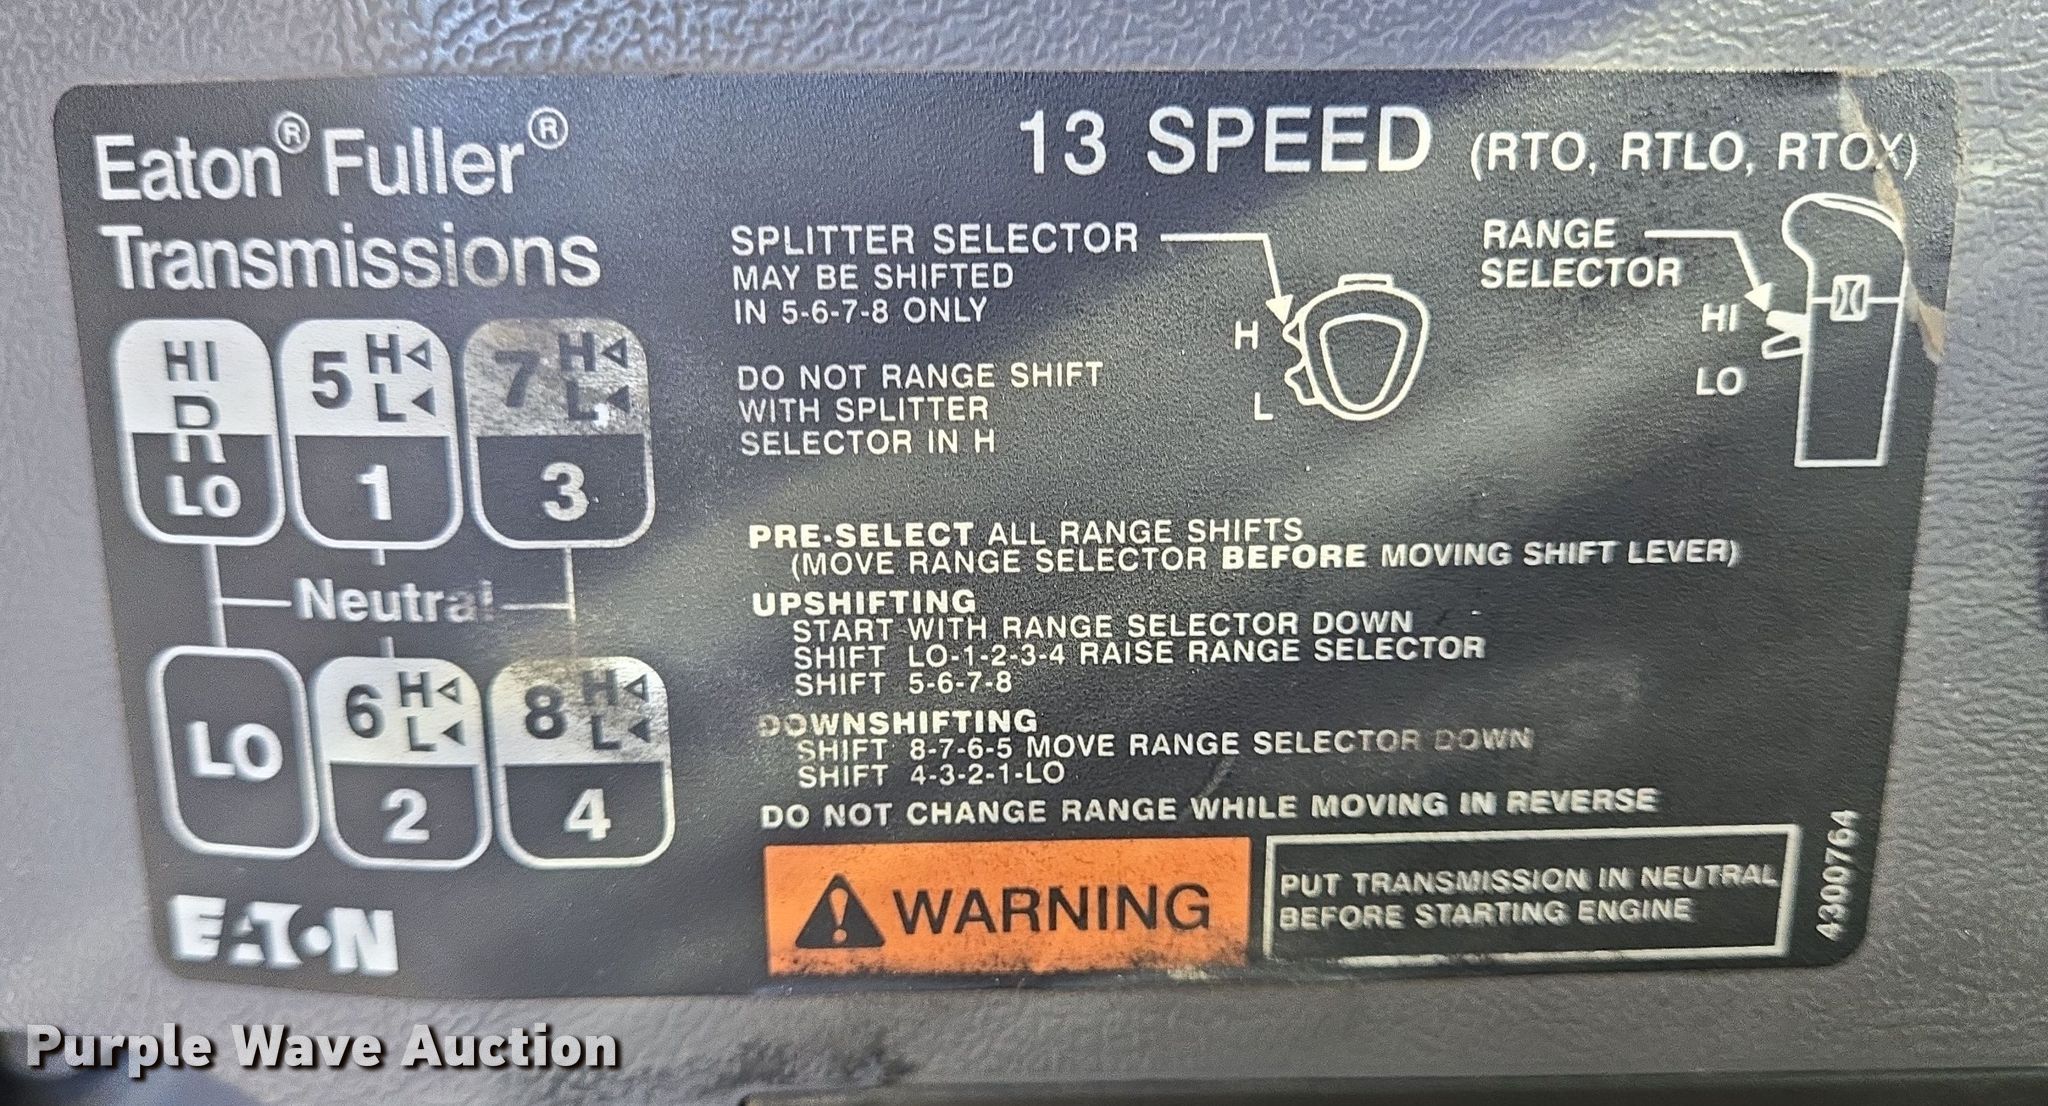 Eaton® Fuller®
Transmissions
13 SPEED (RTO, RTLO, RTOX)
SPLITTER SELECTOR
MAY BE SHIFTED
IN 5-6-7-8 ONLY
DO NOT RANGE SHIFT
WITH SPLITTER
SELECTOR IN H
H
L
RANGE
SELECTOR
HI
LO
HI
R
LO
5 H
L
1
7 H
L
3
Neutral
LO
6 H
L
2
8 H
L
4
PRE-SELECT ALL RANGE SHIFTS
(MOVE RANGE SELECTOR BEFORE MOVING SHIFT LEVER)
UPSHIFTING
START WITH RANGE SELECTOR DOWN
SHIFT LO-1-2-3-4 RAISE RANGE SELECTOR
SHIFT 5-6-7-8
DOWNSHIFTING
SHIFT 8-7-6-5 MOVE RANGE SELECTOR DOWN
SHIFT 4-3-2-1-LO
DO NOT CHANGE RANGE WHILE MOVING IN REVERSE
WARNING
PUT TRANSMISSION IN NEUTRAL
BEFORE STARTING ENGINE
4300764
EATON
Purple Wave Auction